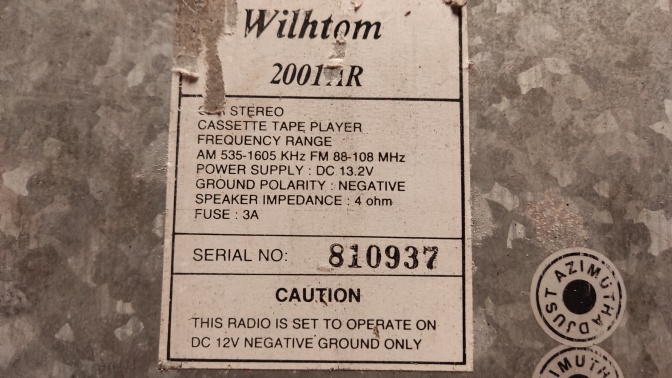 Wilhtom
STEREO
CASSETTE TAPE PLAYER
FREQUENCY RANGE
AM 535-1605 KHz FM 88-108 MHz
POWER SUPPLY : DC 13.2V
GROUND POLARITY : NEGATIVE
SPEAKER IMPEDANCE : 4 ohm
FUSE : 3A
SERIAL NO: 810937
CAUTION
THIS RADIO IS SET TO OPERATE ON
DC 12V NEGATIVE GROUND ONLY
AZIMUTH ADJUST